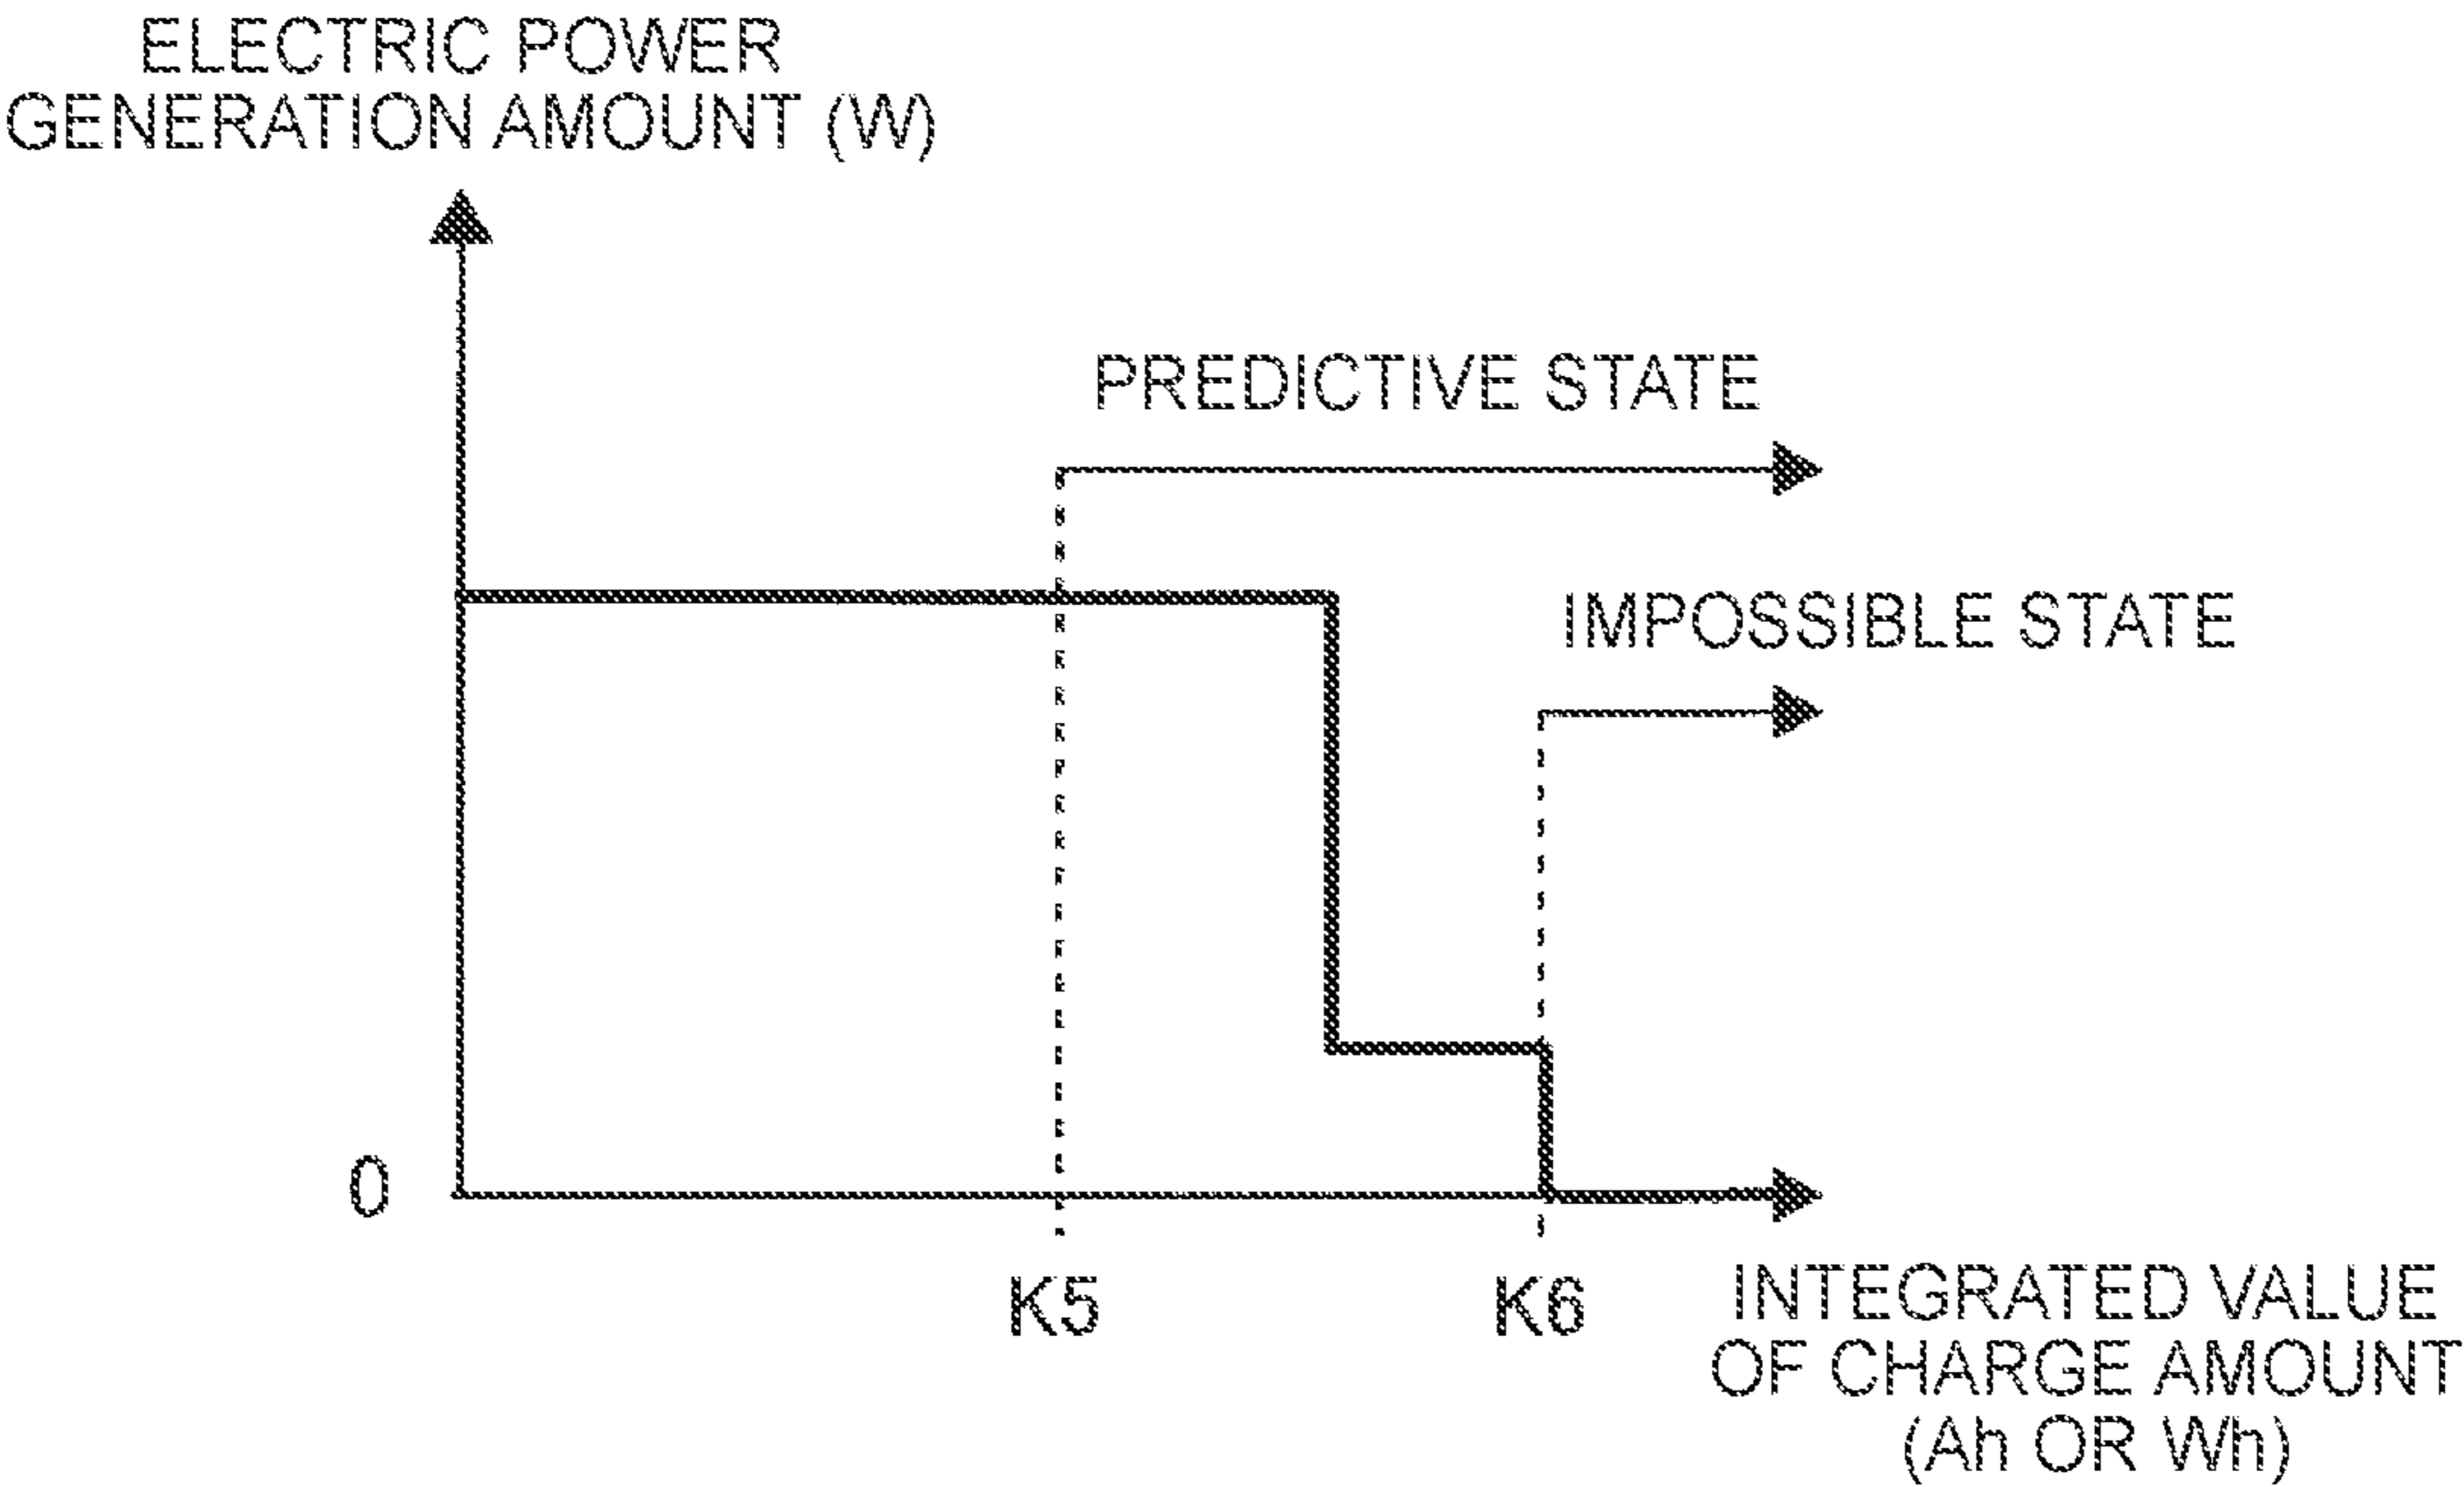 ELECTRIC POWER
GENERATION AMOUNT (W)
PREDICTIVE STATE
IMPOSSIBLE STATE
0
K5
K6
INTEGRATED VALUE
OF CHARGE AMOUNT
(Ah OR Wh)